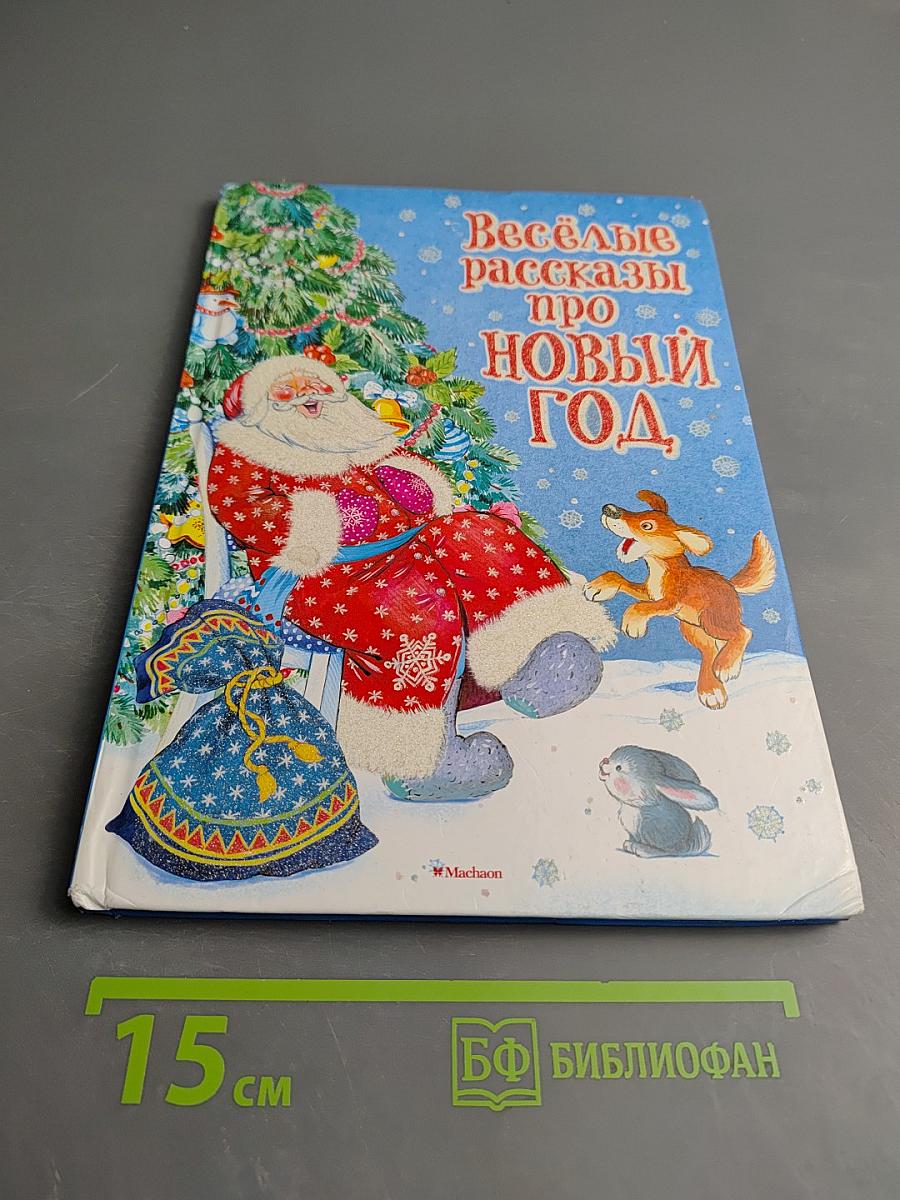 Весёлые
рассказы
про
НОВЫЙ
ГОД
Machaon
15 см
БФ БИБЛИОФАН